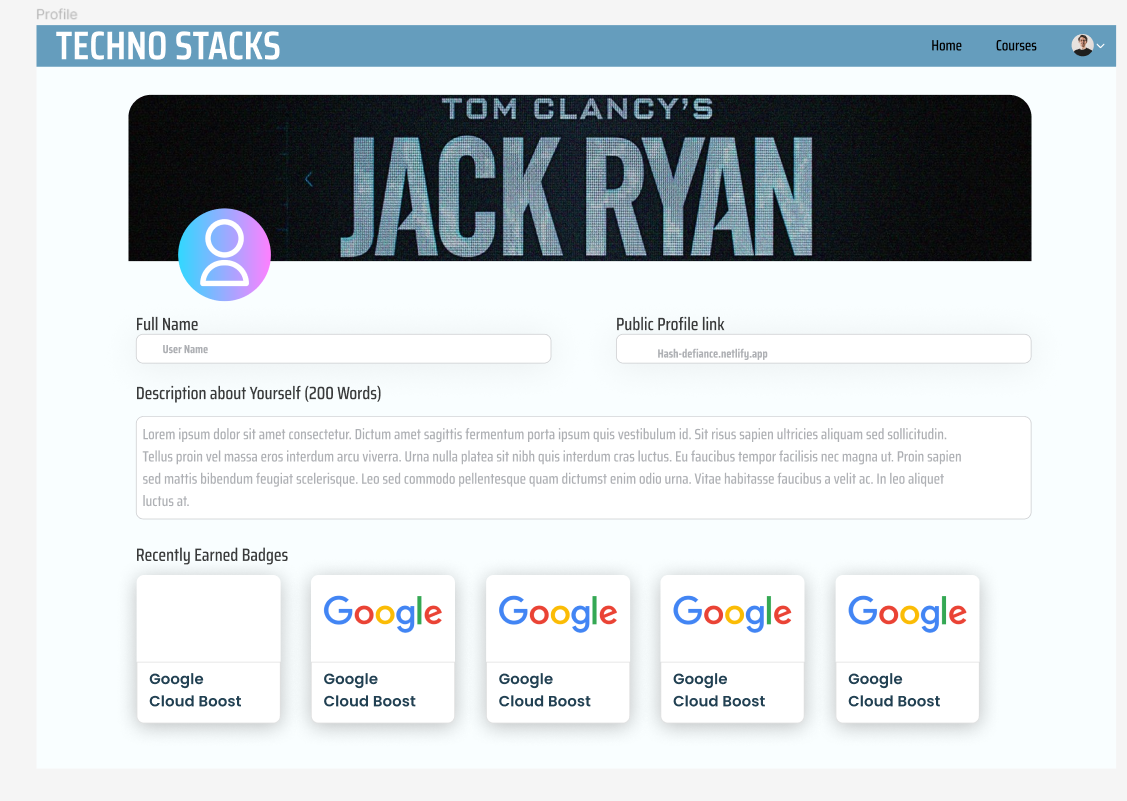 Profile
TECHNO STACKS
Home
Courses
TOM CLANCY'S
JACK RYAN
Full Name
Public Profile link
User Name
Hash-defiance.netlify.app
Description about Yourself (200 Words)
Lorem ipsum dolor sit amet consectetur. Dictum amet sagittis fermentum porta ipsum quis vestibulum id. Sit risus sapien ultricies aliquam sed sollicitudin.
Tellus proin vel massa eros interdum arcu viverra. Urna nulla platea sit nibh quis interdum cras luctus. Eu faucibus tempor facilisis nec magna ut. Proin sapien
sed mattis bibendum feugiat scelerisque. Leo sed commodo pellentesque quam dictumst enim odio urna. Vitae habitasse faucibus a velit ac. In leo aliquet
luctus at.
Recently Earned Badges
Google
Cloud Boost
Google
Google
Cloud Boost
Google
Google
Cloud Boost
Google
Google
Cloud Boost
Google
Google
Cloud Boost